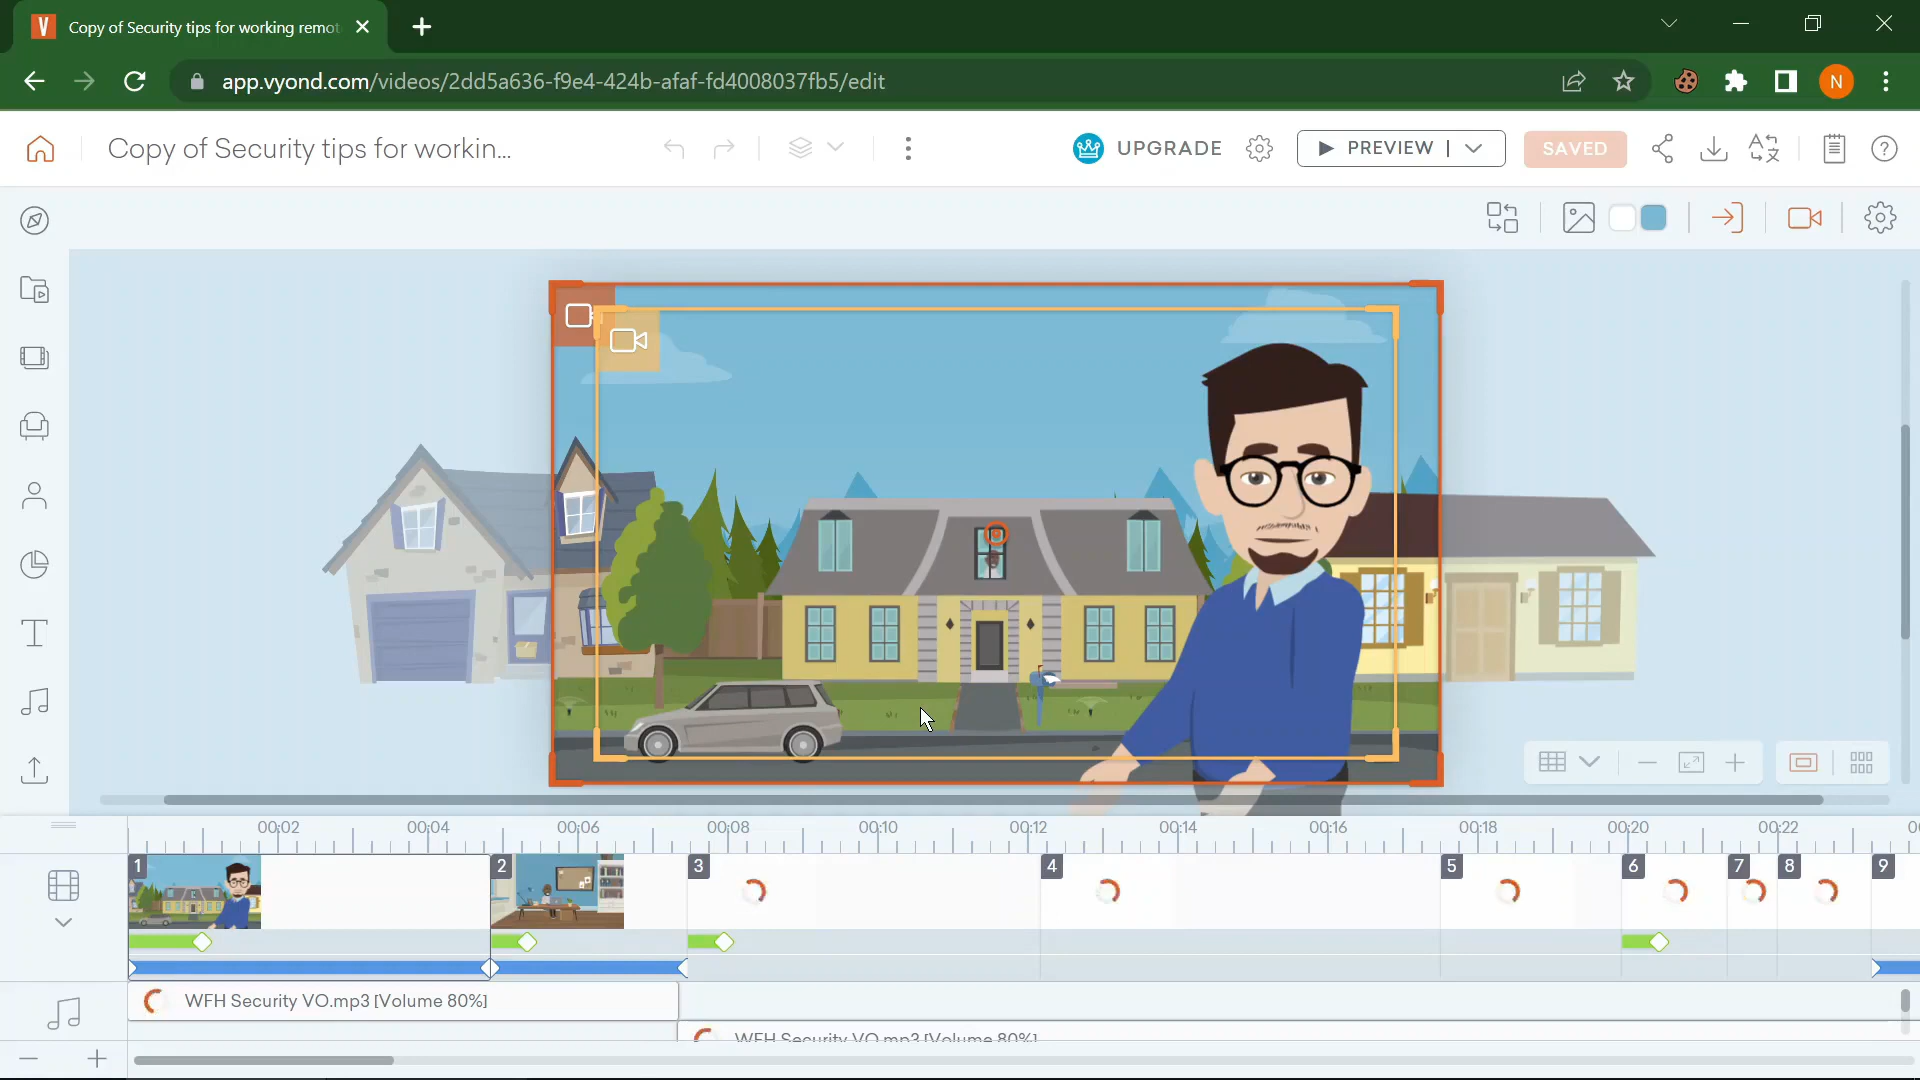 Copy of Security tips for working remot
app.vyond.com/videos/2dd5a636-f9e4-424b-afaf-fd4008037fb5/edit
N
Copy of Security tips for workin...
UPGRADE
PREVIEW
SAVED
00:02 00:04 00:06 00:08 00:10 00:12 00:14 00:16 00:18 00:20 00:22
1 2 3 4 5 6 7 8 9
WFH Security VO.mp3 [Volume 80%]
WFH Security VO.mp3 [Volume 80%]